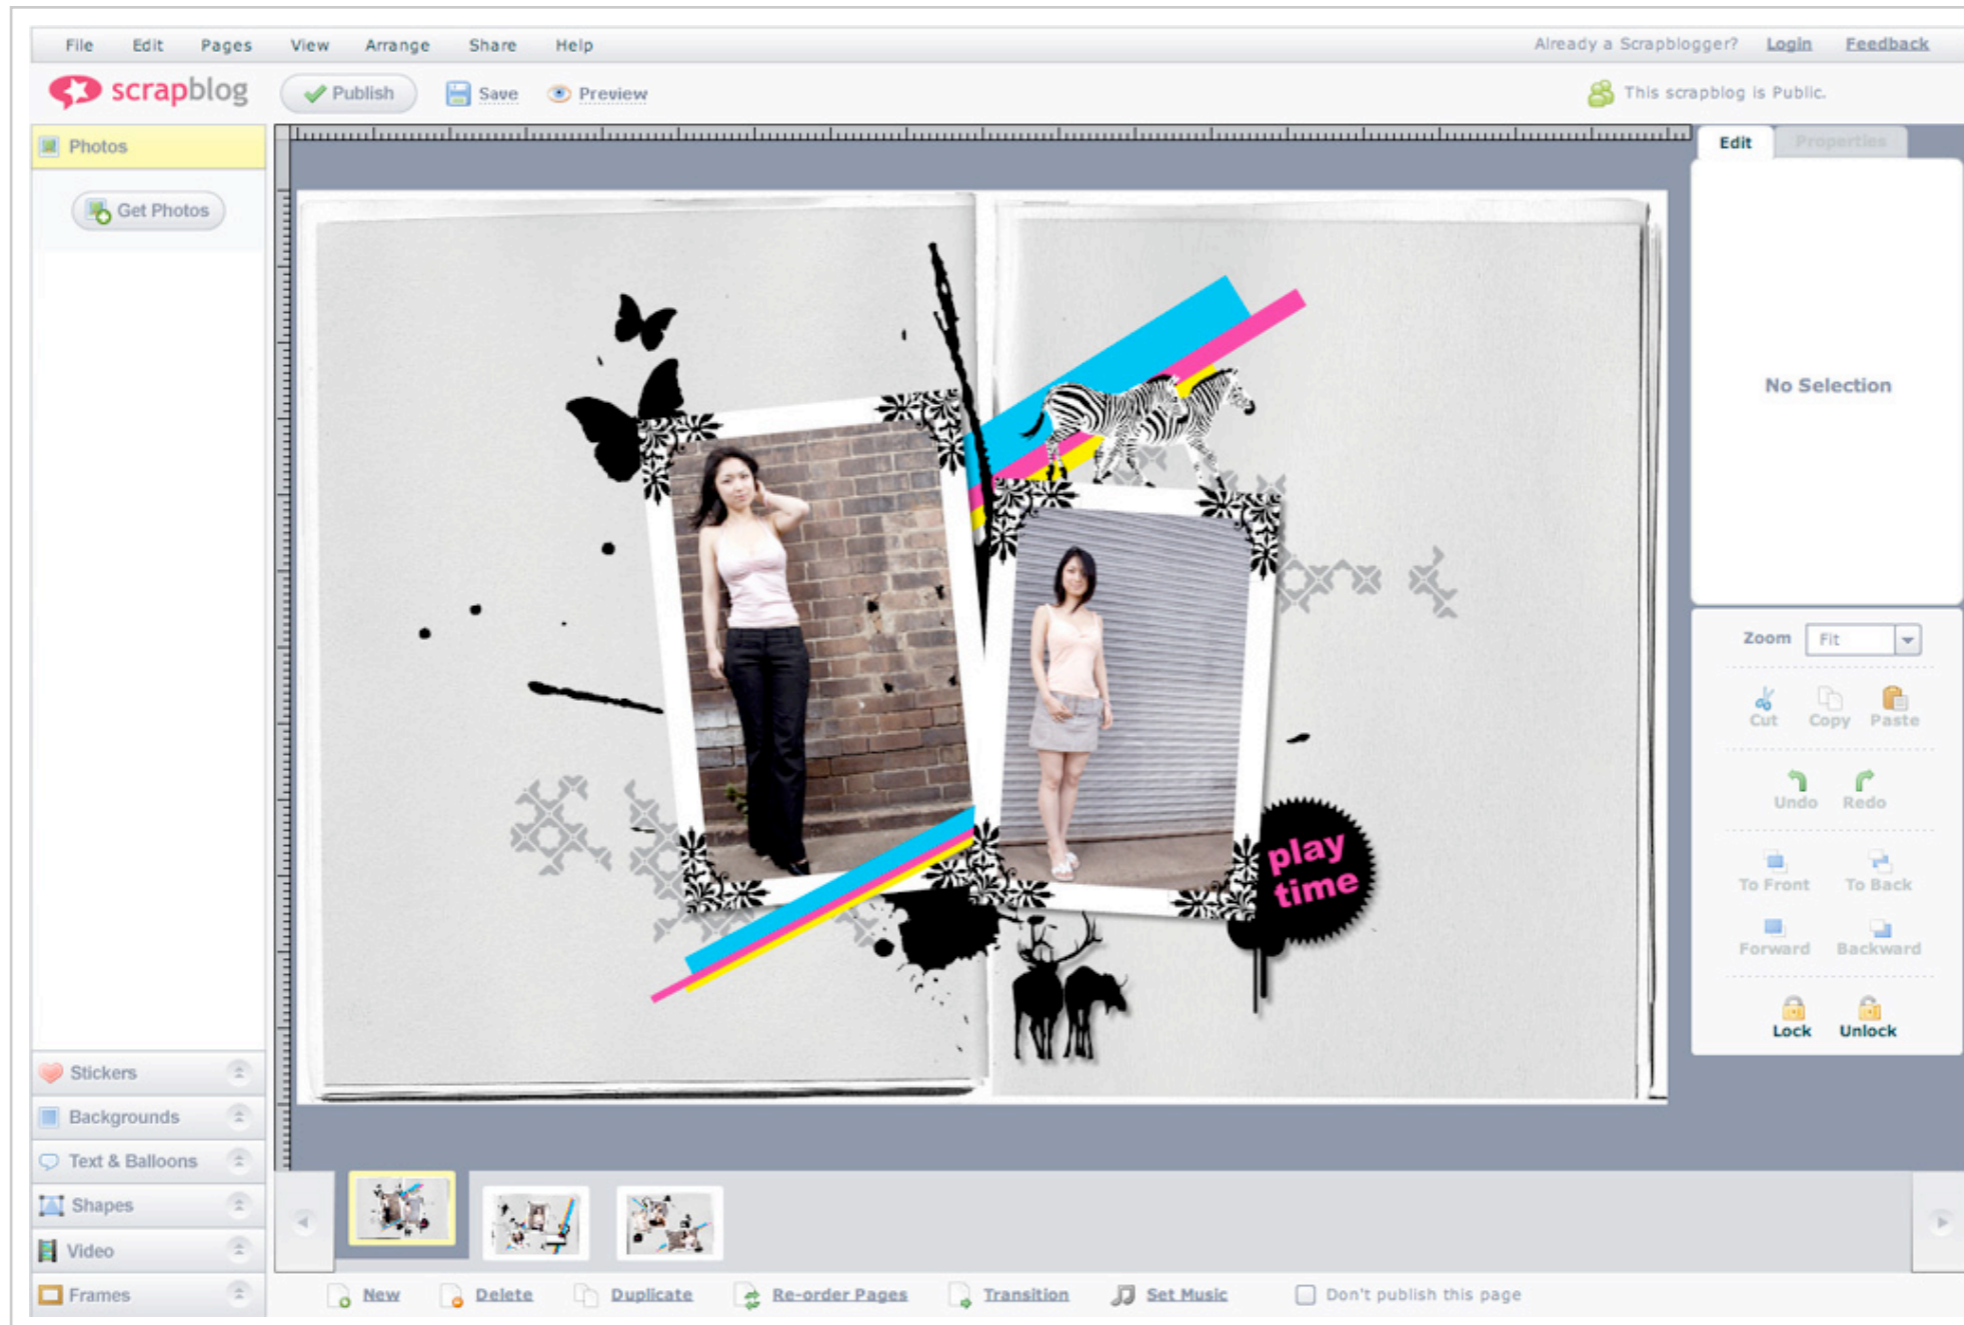 File Edit Pages View Arrange Share Help
Already a Scrapblogger? Login Feedback
scrapblog
Publish Save Preview
This scrapblog is Public.
Photos
Get Photos
Edit Properties
No Selection
Zoom Fit
Cut Copy Paste
Undo Redo
To Front To Back
Forward Backward
Lock Unlock
play
time
Stickers
Backgrounds
Text & Balloons
Shapes
Video
Frames
New Delete Duplicate Re-order Pages Transition Set Music Don't publish this page